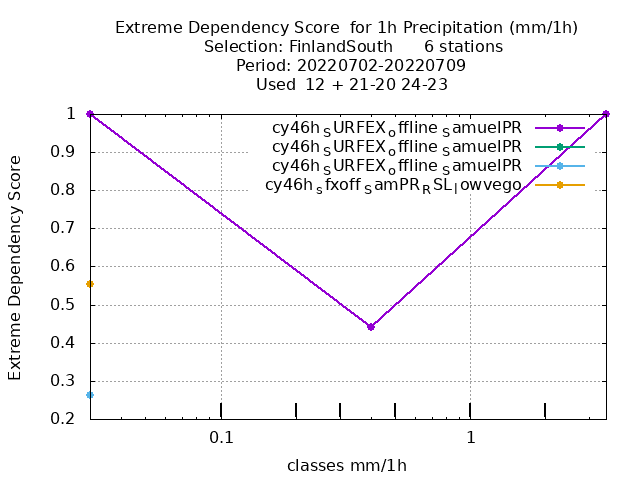 Extreme Dependency Score  for 1h Precipitation (mm/1h)
Selection: FinlandSouth      6 stations
Period: 20220702-20220709
Used  12 + 21-20 24-23
cy46h_SURFEX_offline_SamuelPR
cy46h_SURFEX_offline_SamuelPR
cy46h_SURFEX_offline_SamuelPR
cy46h_sfxoff_SamPR_RSL_lowvego
1
0.9
0.8
0.7
0.6
0.5
0.4
0.3
0.2
Extreme Dependency Score
0.1 1
classes mm/1h